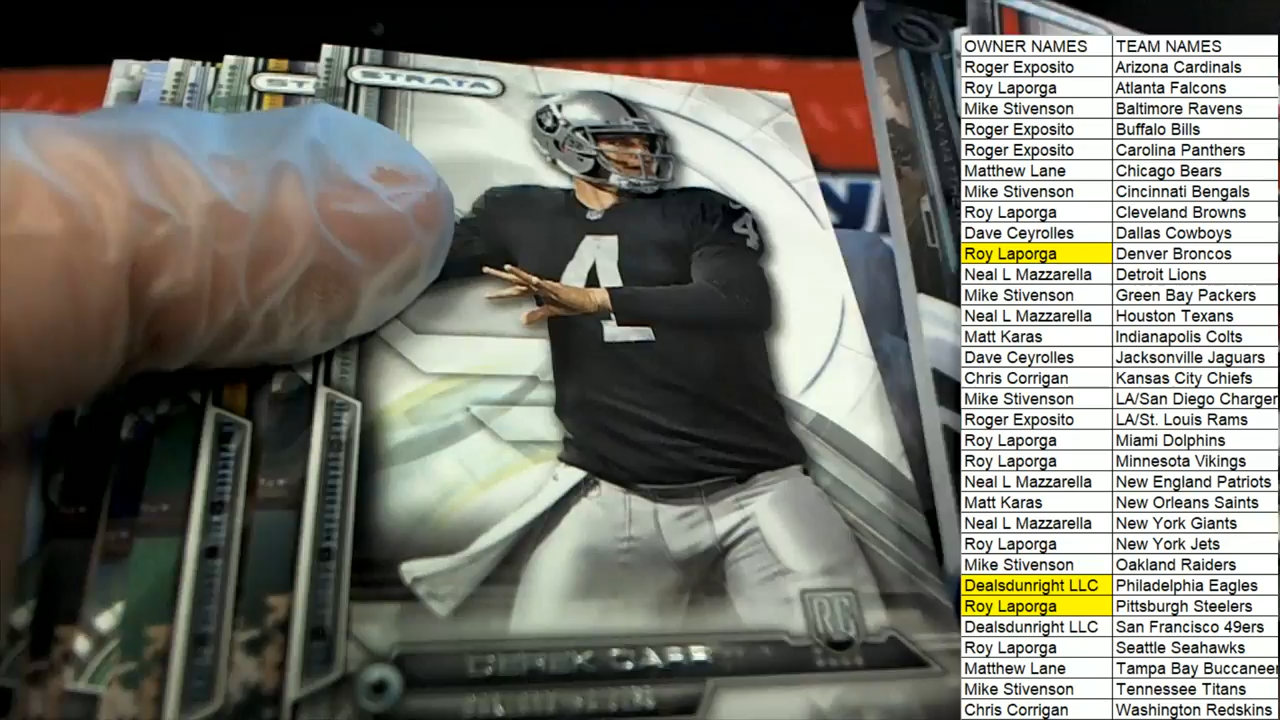 STRATA
ST
4
4
RC
DEREK CARR
OWNER NAMES TEAM NAMES
Roger Exposito Arizona Cardinals
Roy Laporga Atlanta Falcons
Mike Stivenson Baltimore Ravens
Roger Exposito Buffalo Bills
Roger Exposito Carolina Panthers
Matthew Lane Chicago Bears
Mike Stivenson Cincinnati Bengals
Roy Laporga Cleveland Browns
Dave Ceyrolles Dallas Cowboys
Roy Laporga Denver Broncos
Neal L Mazzarella Detroit Lions
Mike Stivenson Green Bay Packers
Neal L Mazzarella Houston Texans
Matt Karas Indianapolis Colts
Dave Ceyrolles Jacksonville Jaguars
Chris Corrigan Kansas City Chiefs
Mike Stivenson LA/San Diego Charger
Roger Exposito LA/St. Louis Rams
Roy Laporga Miami Dolphins
Roy Laporga Minnesota Vikings
Neal L Mazzarella New England Patriots
Matt Karas New Orleans Saints
Neal L Mazzarella New York Giants
Roy Laporga New York Jets
Mike Stivenson Oakland Raiders
Dealsdunright LLC Philadelphia Eagles
Roy Laporga Pittsburgh Steelers
Dealsdunright LLC San Francisco 49ers
Roy Laporga Seattle Seahawks
Matthew Lane Tampa Bay Buccanee
Mike Stivenson Tennessee Titans
Chris Corrigan Washington Redskins